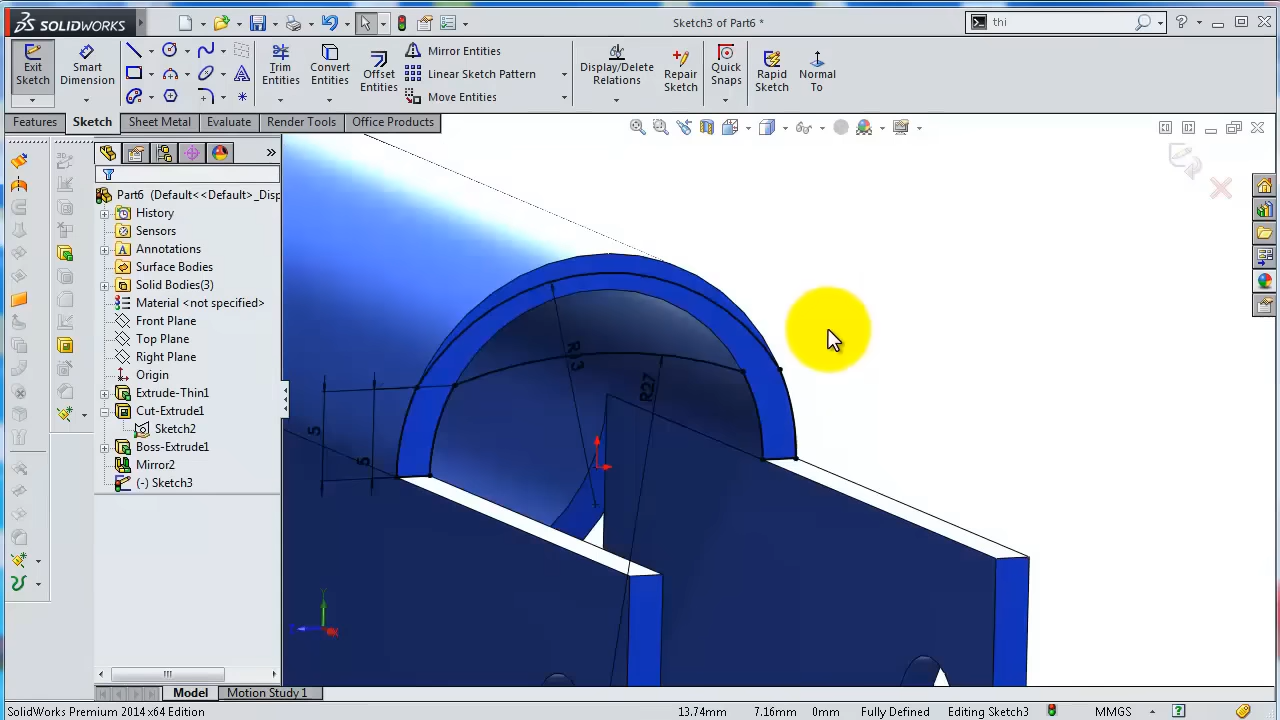 SOLIDWORKS
Sketch3 of Part6 *
thi
Exit Sketch
Smart Dimension
Trim Entities
Convert Entities
Offset Entities
Mirror Entities
Linear Sketch Pattern
Move Entities
Display/Delete Relations
Repair Sketch
Quick Snaps
Rapid Sketch
Normal To
Features
Sketch
Sheet Metal
Evaluate
Render Tools
Office Products
Part6 (Default<<Default>_Disp
History
Sensors
Annotations
Surface Bodies
Solid Bodies(3)
Material <not specified>
Front Plane
Top Plane
Right Plane
Origin
Extrude-Thin1
Cut-Extrude1
Sketch2
Boss-Extrude1
Mirror2
(-) Sketch3
5
5
R27
Y
Model
Motion Study 1
SolidWorks Premium 2014 x64 Edition
13.74mm
7.16mm
0mm
Fully Defined
Editing Sketch3
MMGS